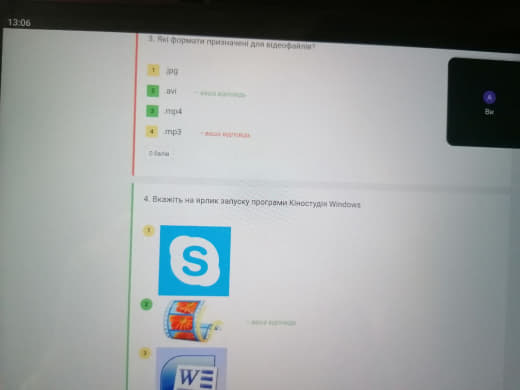 13:06
3. Які формати призначені для відеофайлів?
1 .jpg
2 .avi - ваша відповідь
3 .mp4
4 .mp3 - ваша відповідь
0 балів
А
Ви
4. Вкажіть на ярлик запуску програми Кіностудія Windows
1
S
2 - ваша відповідь
3
W